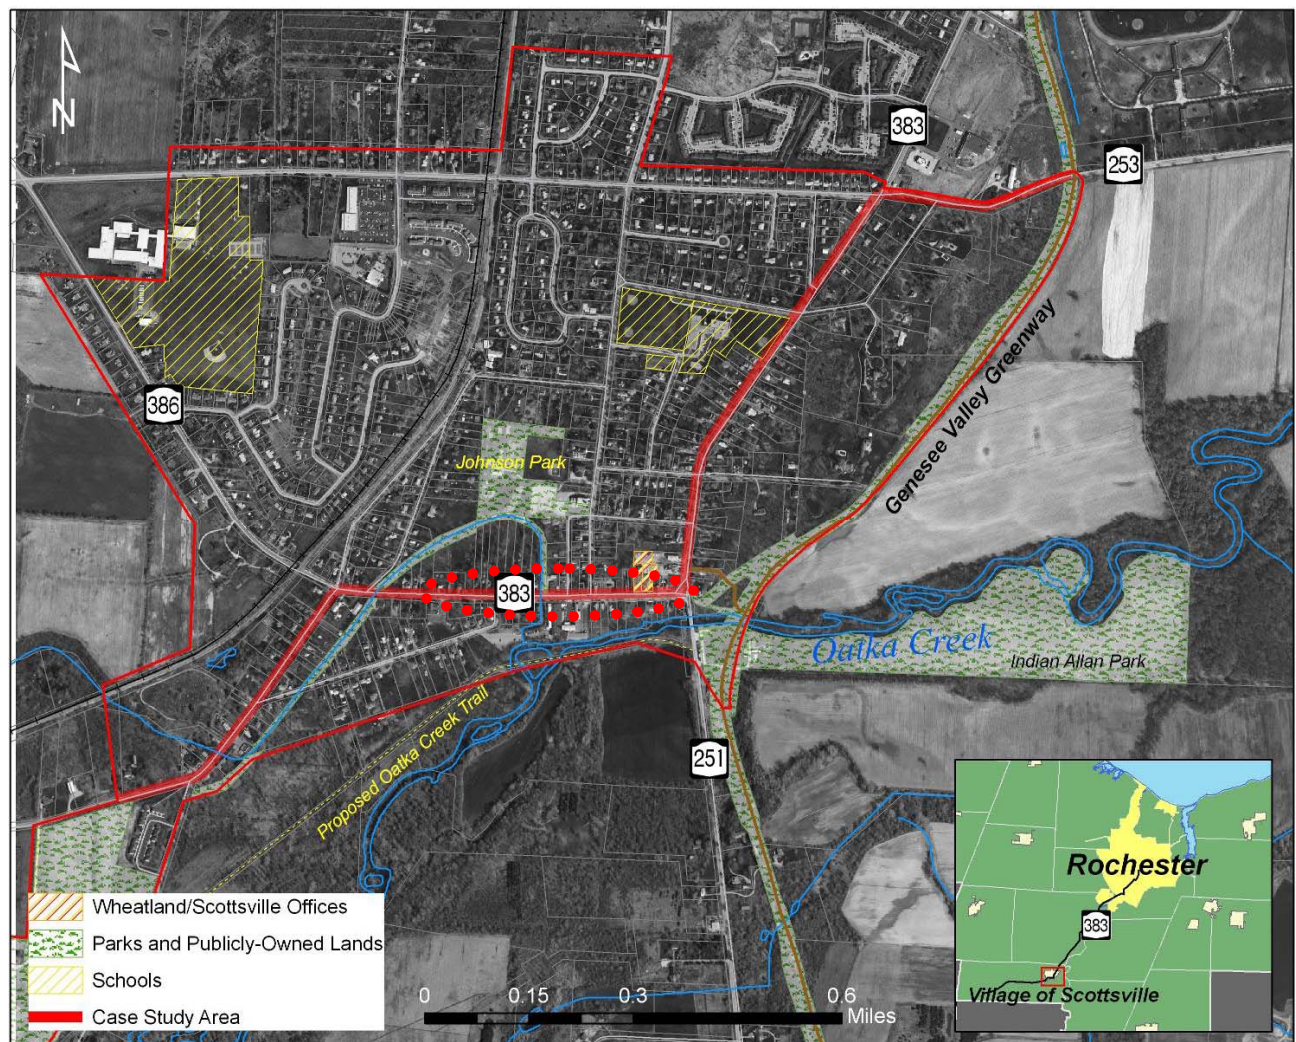 N
383
253
386
Genesee Valley Greenway
Johnson Park
383
Oatka Creek
Indian Allan Park
Proposed Oatka Creek Trail
251
Wheatland/Scottsville Offices
Parks and Publicly-Owned Lands
Schools
Case Study Area
0 0.15 0.3 0.6
Miles
Rochester
383
Village of Scottsville